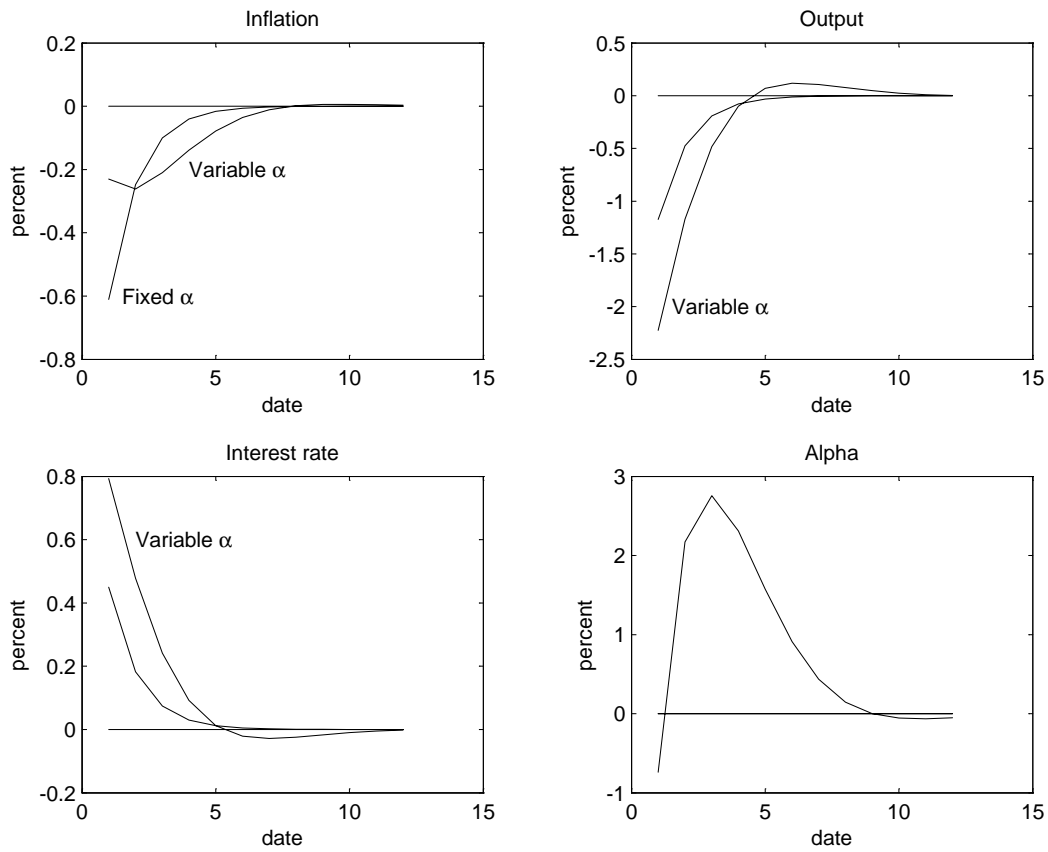 Inflation
0.2
0
-0.2
-0.4
-0.6
-0.8
percent
Variable α
Fixed α
0 5 10 15
date
Output
0.5
0
-0.5
-1
-1.5
-2
-2.5
percent
Variable α
0 5 10 15
date
Interest rate
0.8
0.6
0.4
0.2
0
-0.2
percent
Variable α
0 5 10 15
date
Alpha
3
2
1
0
-1
percent
0 5 10 15
date